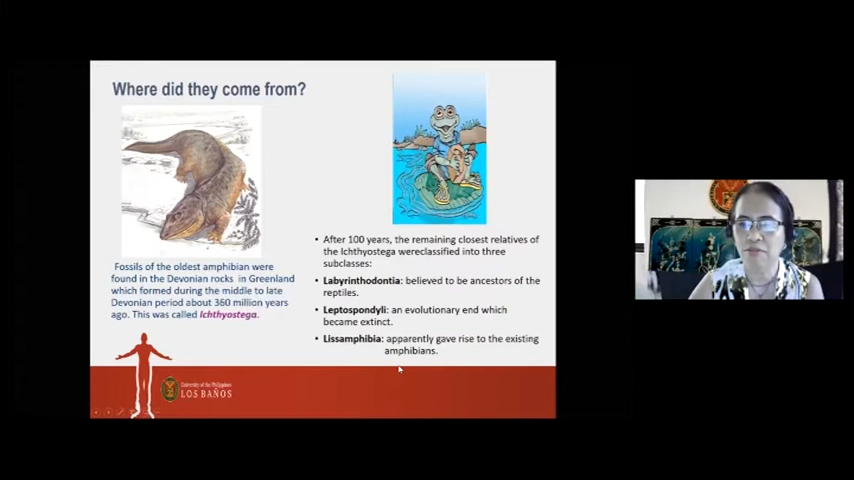 Where did they come from?
Fossils of the oldest amphibian were
found in the Devonian rocks in Greenland
which formed during the middle to late
Devonian period about 360 million years
ago. This was called Ichthyostega.
• After 100 years, the remaining closest relatives of
the Ichthyostega wereclassified into three
subclasses:
• Labyrinthodontia: believed to be ancestors of the
reptiles.
• Leptospondyli: an evolutionary end which
became extinct.
• Lissamphibia: apparently gave rise to the existing
amphibians.
University of the Philippines
LOS BAÑOS